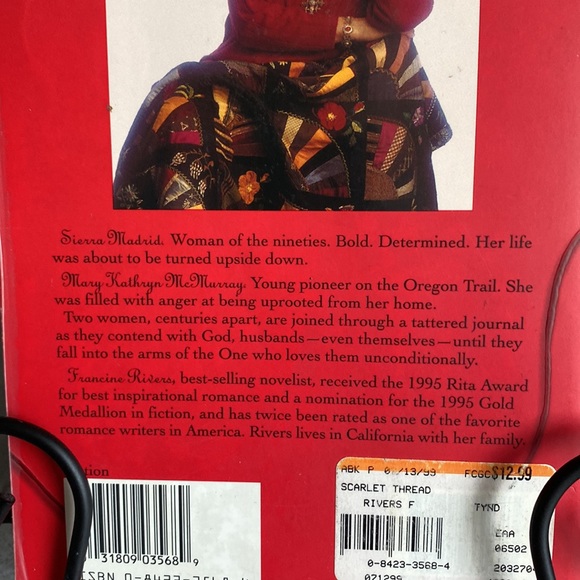 Sierra Madrid. Woman of the nineties. Bold. Determined. Her life
was about to be turned upside down.
Mary Kathryn McMurray. Young pioneer on the Oregon Trail. She
was filled with anger at being uprooted from her home.
Two women, centuries apart, are joined through a tattered journal
as they contend with God, husbands—even themselves—until they
fall into the arms of the One who loves them unconditionally.
Francine Rivers, best-selling novelist, received the 1995 Rita Award
for best inspirational romance and a nomination for the 1995 Gold
Medallion in fiction, and has twice been rated as one of the favorite
romance writers in America. Rivers lives in California with her family.
tion
31809 03568 9
ABK P 0 /13/99 FCGC $12.99
SCARLET THREAD
RIVERS F TYND
EAA
06502
0-8423-3568-4 2032704
071299